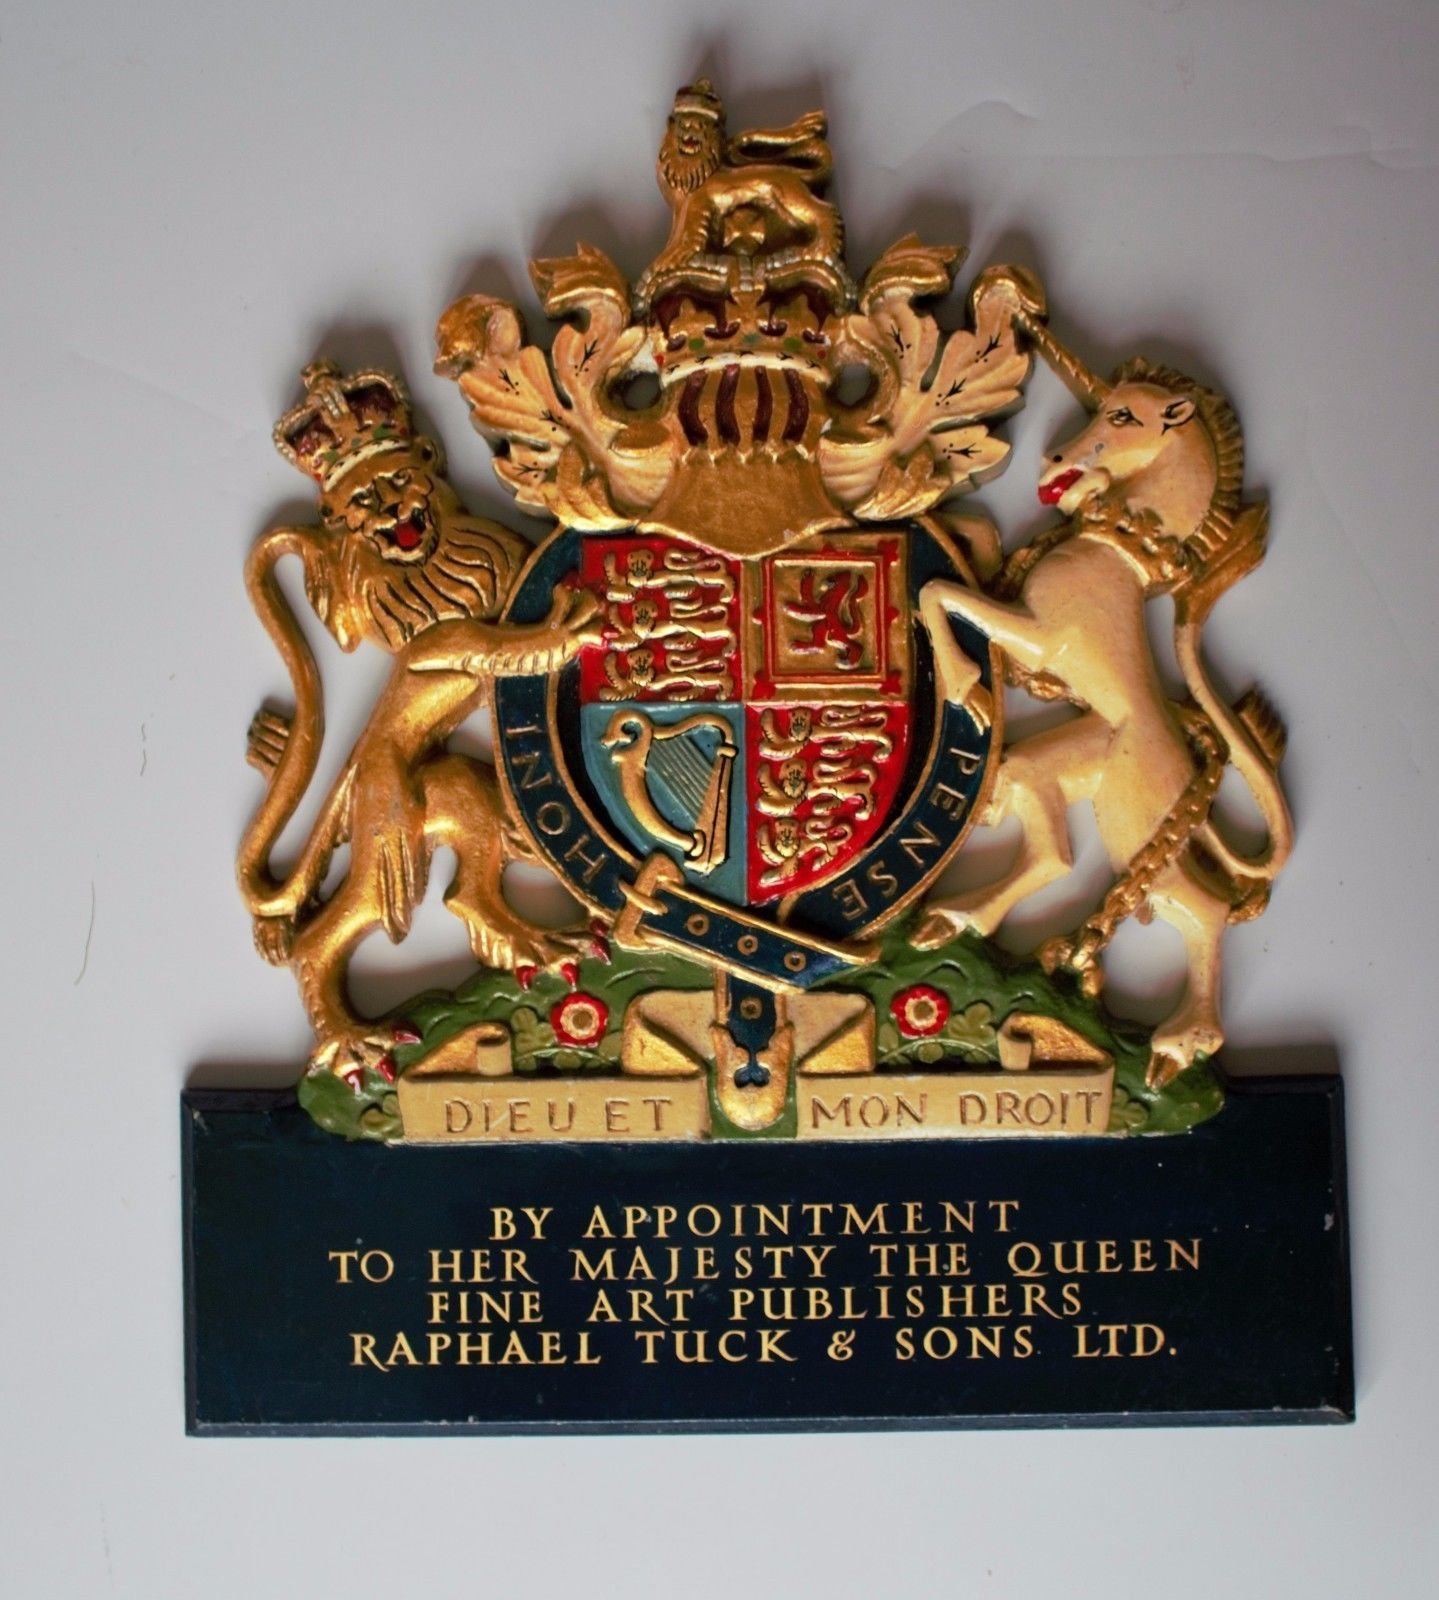 HONI
PENSE
DIEU ET MON DROIT
BY APPOINTMENT
TO HER MAJESTY THE QUEEN
FINE ART PUBLISHERS
RAPHAEL TUCK & SONS LTD.